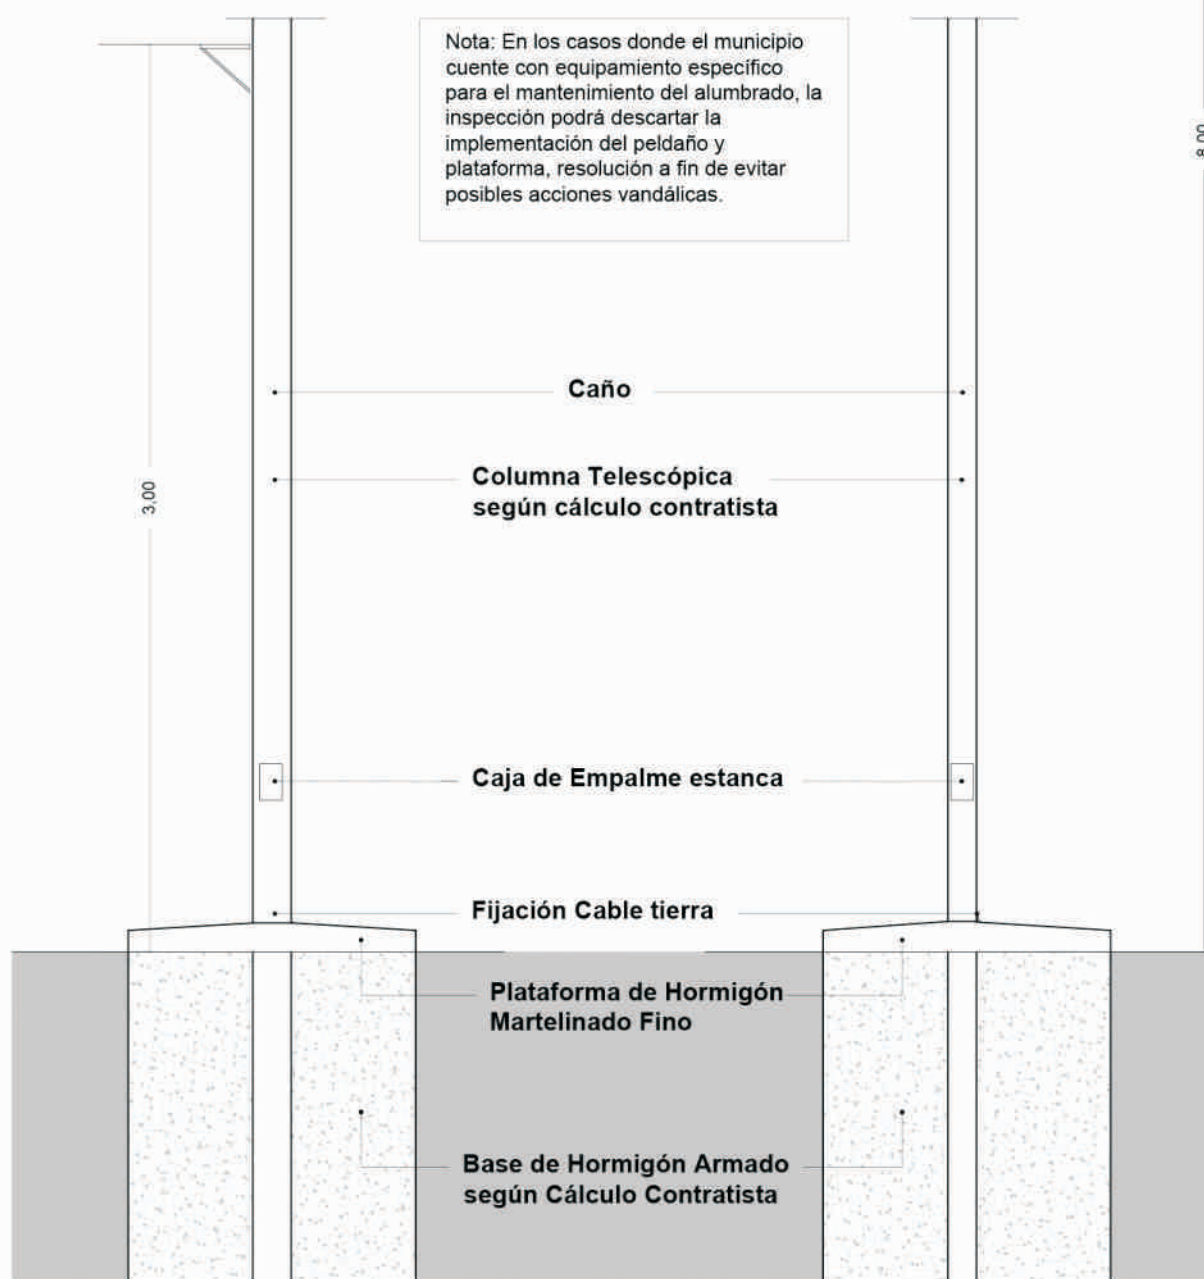 Nota: En los casos donde el municipio
cuente con equipamiento específico
para el mantenimiento del alumbrado, la
inspección podrá descartar la
implementación del peldaño y
plataforma, resolución a fin de evitar
posibles acciones vandálicas.
8,00
Caño
Columna Telescópica
según cálculo contratista
3,00
Caja de Empalme estanca
Fijación Cable tierra
Plataforma de Hormigón
Martelinado Fino
Base de Hormigón Armado
según Cálculo Contratista